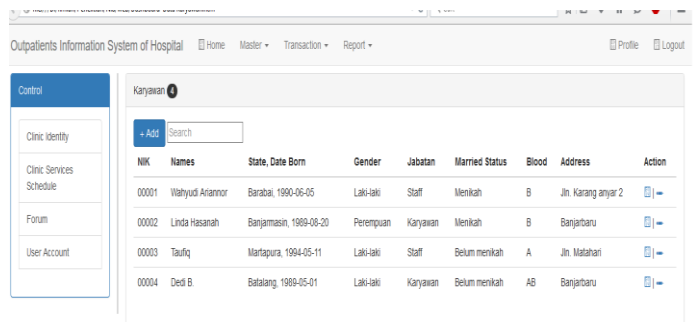 Outpatients Information System of Hospital Home Master Transaction Report Profile Logout
Control
Clinic Identity
Clinic Services
Schedule
Forum
User Account
Karyawan 4
+ Add Search
NIK Names State, Date Born Gender Jabatan Married Status Blood Address Action
00001 Wahyudi Ariannor Barabai, 1990-06-05 Laki-laki Staff Menikah B Jln. Karang anyar 2 |
00002 Linda Hasanah Banjarmasin, 1989-08-20 Perempuan Karyawan Menikah B Banjarbaru |
00003 Taufiq Martapura, 1994-05-11 Laki-laki Staff Belum menikah A Jln. Matahari |
00004 Dedi B. Batalang, 1989-05-01 Laki-laki Karyawan Belum menikah AB Banjarbaru |